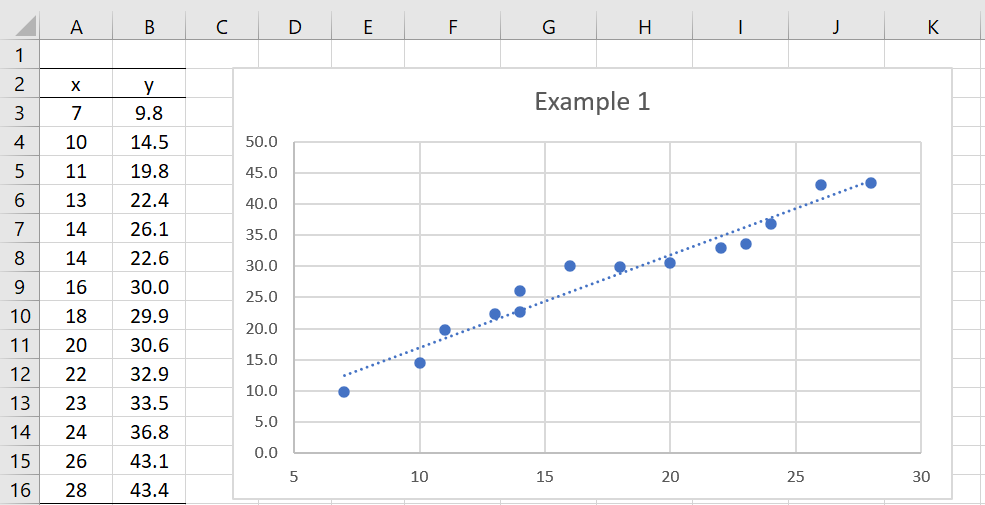 A B C D E F G H I J K
1
2 x y
3 7 9.8
4 10 14.5
5 11 19.8
6 13 22.4
7 14 26.1
8 14 22.6
9 16 30.0
10 18 29.9
11 20 30.6
12 22 32.9
13 23 33.5
14 24 36.8
15 26 43.1
16 28 43.4
Example 1
50.0
45.0
40.0
35.0
30.0
25.0
20.0
15.0
10.0
5.0
0.0
5 10 15 20 25 30